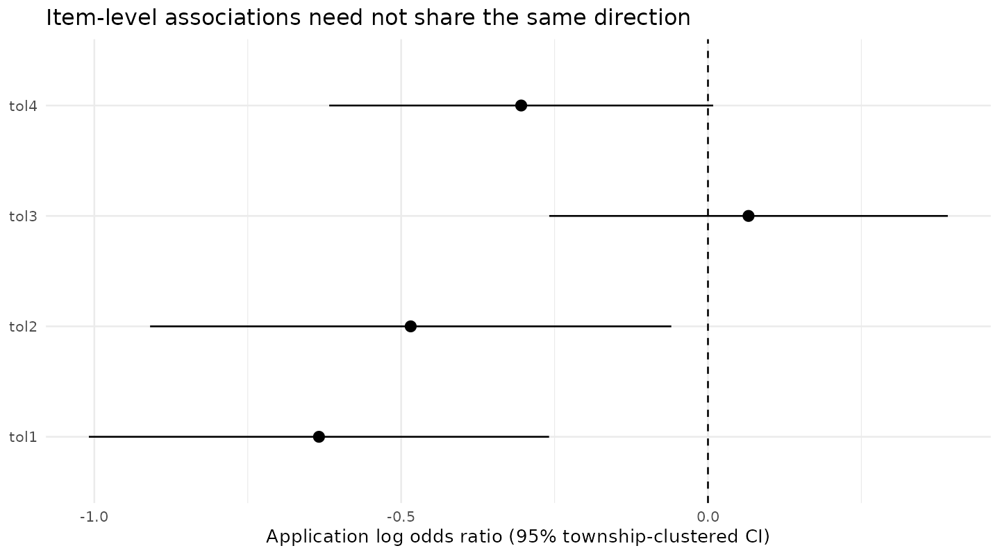 Item-level associations need not share the same direction
tol4
tol3
tol2
tol1
-1.0 -0.5 0.0
Application log odds ratio (95% township-clustered CI)